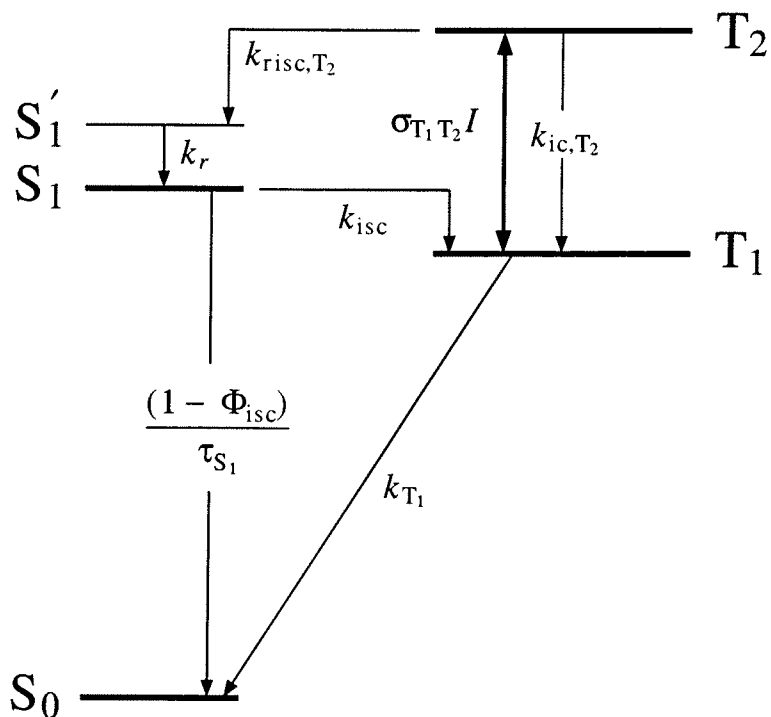 T₂
k_risc,T₂
S₁′
σ_T₁T₂ I
k_ic,T₂
k_r
S₁
k_isc
T₁
(1 − Φ_isc)
τ_S₁
k_T₁
S₀